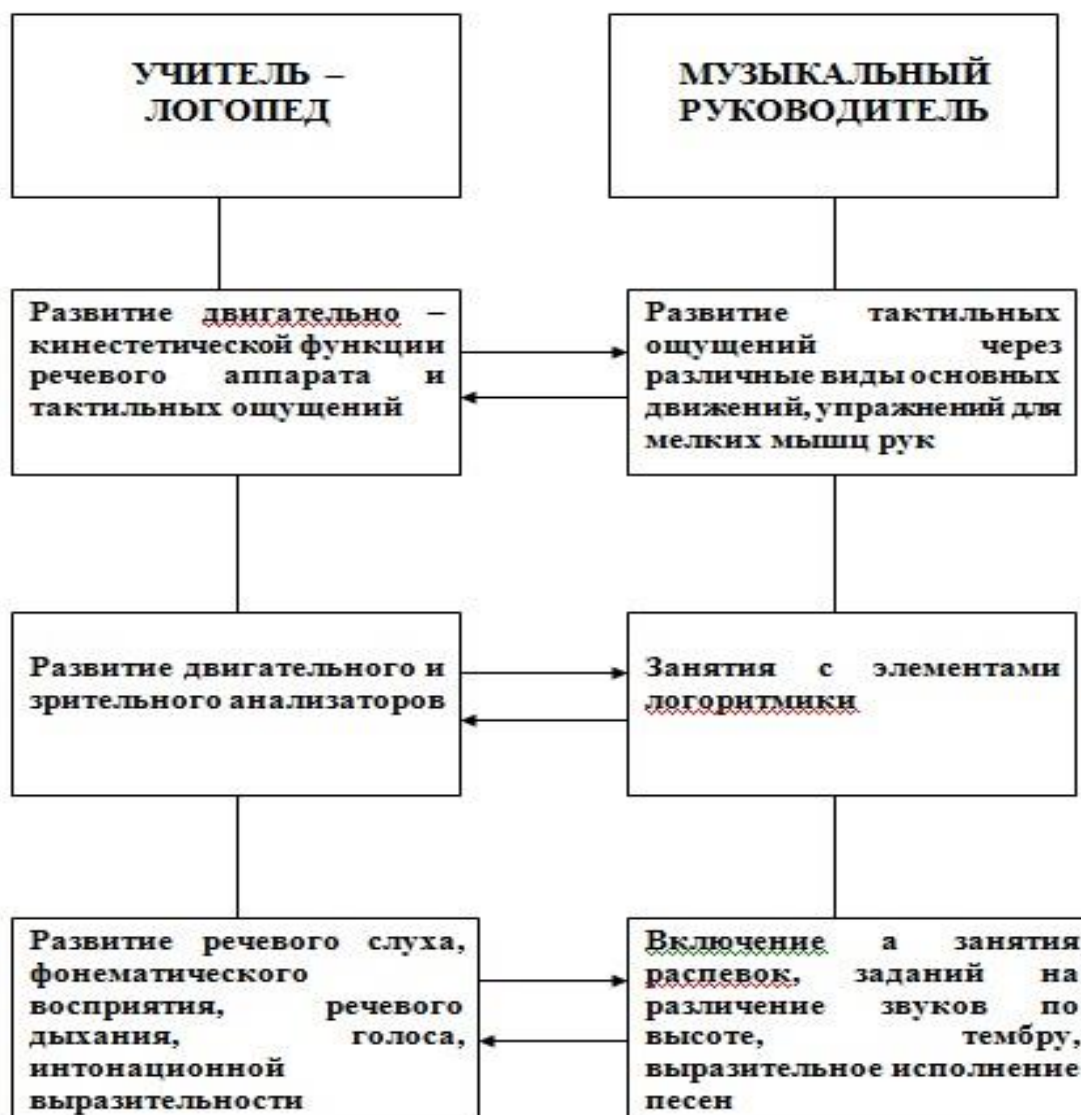 УЧИТЕЛЬ –
ЛОГОПЕД
МУЗЫКАЛЬНЫЙ
РУКОВОДИТЕЛЬ
Развитие двигательно –
кинестетической функции
речевого аппарата и
тактильных ощущений
Развитие тактильных
ощущений через
различные виды основных
движений, упражнений для
мелких мышц рук
Развитие двигательного и
зрительного анализаторов
Занятия с элементами
логоритмики
Развитие речевого слуха,
фонематического
восприятия, речевого
дыхания, голоса,
интонационной
выразительности
Включение а занятия
распевок, заданий на
различение звуков по
высоте, тембру,
выразительное исполнение
песен